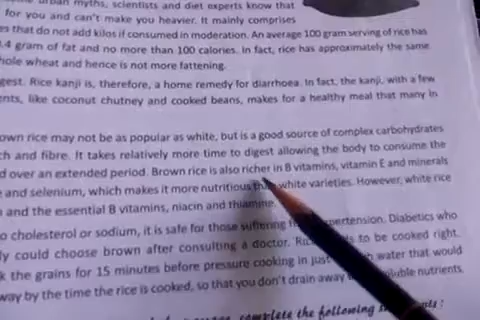 urban myths, scientists and diet experts know that
for you and can't make you heavier. It mainly comprises
es that do not add kilos if consumed in moderation. An average 100 gram serving of rice has
.4 gram of fat and no more than 100 calories. In fact, rice has approximately the same
hole wheat and hence is not more fattening.
gest. Rice kanji is, therefore, a home remedy for diarrhoea. In fact, the kanji, with a few
ents, like coconut chutney and cooked beans, makes for a healthy meal that many in
own rice may not be as popular as white, but is a good source of complex carbohydrates
ch and fibre. It takes relatively more time to digest allowing the body to consume the
d over an extended period. Brown rice is also richer in B vitamins, vitamin E and minerals
e and selenium, which makes it more nutritious than white varieties. However, white rice
n and the essential B vitamins, niacin and thiamine.
o cholesterol or sodium, it is safe for those suffering hypertension. Diabetics who
ly could choose brown after consulting a doctor. to be cooked right.
k the grains for 15 minutes before pressure cooking in just water that would
way by the time the rice is cooked, so that you don't drain away soluble nutrients.
complete the following :